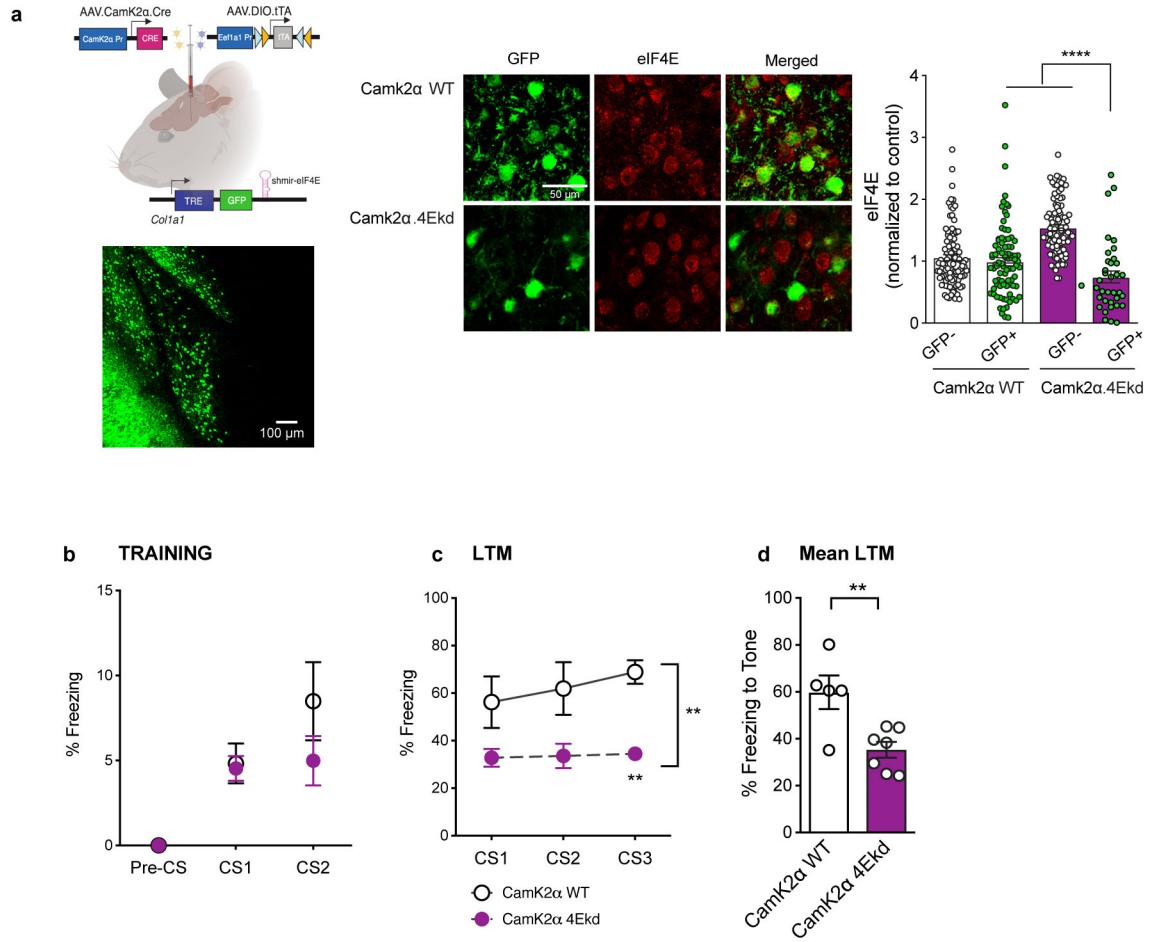 a
AAV.CamK2α.Cre
AAV.DIO.tTA
CamK2α Pr
CRE
Eef1a1 Pr
tTA
shmir-eIF4E
TRE
GFP
Col1a1
100 µm
GFP
eIF4E
Merged
Camk2α WT
50 µm
Camk2α.4Ekd
****
eIF4E
(normalized to control)
4
3
2
1
0
GFP-
GFP+
GFP-
GFP+
Camk2α WT
Camk2α.4Ekd
b TRAINING
% Freezing
15
10
5
0
Pre-CS
CS1
CS2
c LTM
% Freezing
100
80
60
40
20
0
**
**
CS1
CS2
CS3
CamK2α WT
CamK2α 4Ekd
d Mean LTM
**
% Freezing to Tone
100
80
60
40
20
0
CamK2α WT
CamK2α 4Ekd